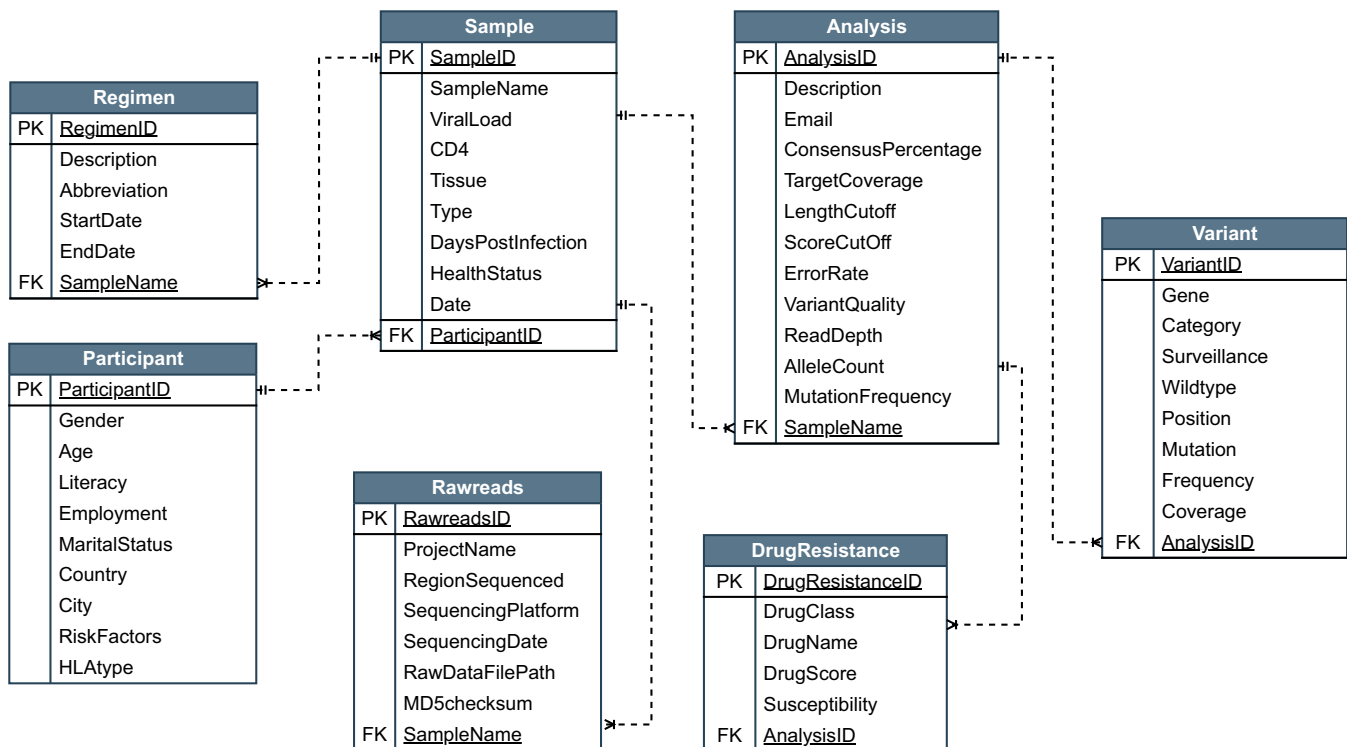 Sample
PK SampleID
SampleName
ViralLoad
CD4
Tissue
Type
DaysPostInfection
HealthStatus
Date
FK ParticipantID
Analysis
PK AnalysisID
Description
Email
ConsensusPercentage
TargetCoverage
LengthCutoff
ScoreCutOff
ErrorRate
VariantQuality
ReadDepth
AlleleCount
MutationFrequency
FK SampleName
Regimen
PK RegimenID
Description
Abbreviation
StartDate
EndDate
FK SampleName
Variant
PK VariantID
Gene
Category
Surveillance
Wildtype
Position
Mutation
Frequency
Coverage
FK AnalysisID
Participant
PK ParticipantID
Gender
Age
Literacy
Employment
MaritalStatus
Country
City
RiskFactors
HLAtype
Rawreads
PK RawreadsID
ProjectName
RegionSequenced
SequencingPlatform
SequencingDate
RawDataFilePath
MD5checksum
FK SampleName
DrugResistance
PK DrugResistanceID
DrugClass
DrugName
DrugScore
Susceptibility
FK AnalysisID